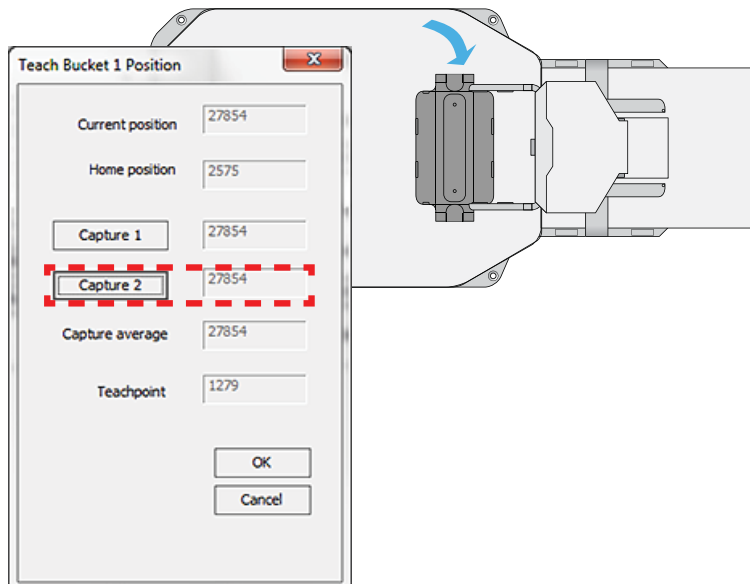 Teach Bucket 1 Position
Current position 27854
Home position 2575
Capture 1 27854
Capture 2 27854
Capture average 27854
Teachpoint 1279
OK
Cancel